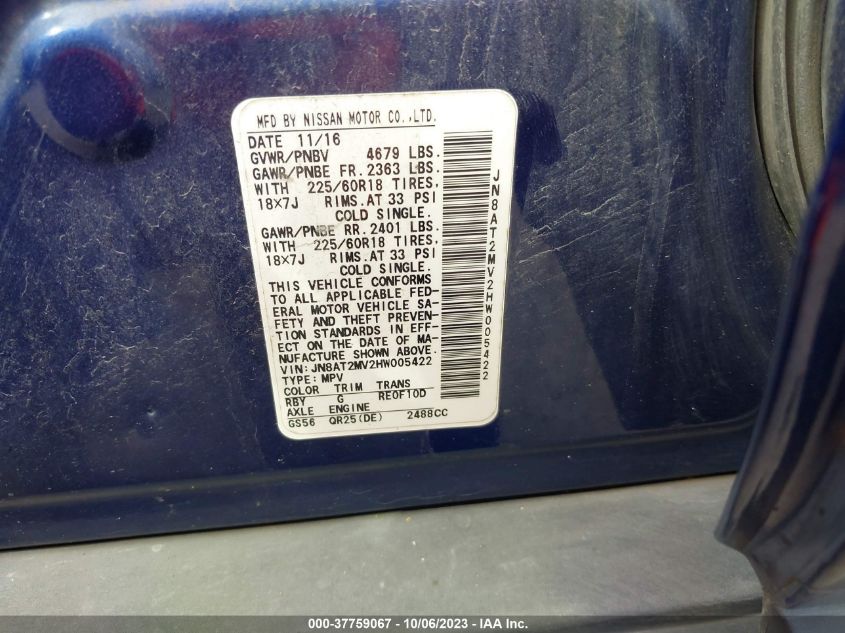 MFD BY NISSAN MOTOR CO.,LTD.
DATE 11/16
GVWR/PNBV 4679 LBS.
GAWR/PNBE FR. 2363 LBS.
WITH 225/60R18 TIRES,
18X7J RIMS. AT 33 PSI
COLD SINGLE.
GAWR/PNBE RR. 2401 LBS.
WITH 225/60R18 TIRES,
18X7J RIMS. AT 33 PSI
COLD SINGLE.
THIS VEHICLE CONFORMS
TO ALL APPLICABLE FED-
ERAL MOTOR VEHICLE SA-
FETY AND THEFT PREVEN-
TION STANDARDS IN EFF-
ECT ON THE DATE OF MA-
NUFACTURE SHOWN ABOVE.
VIN: JN8AT2MV2HW005422
TYPE: MPV
COLOR TRIM TRANS
RBY G RE0F10D
AXLE ENGINE
GS56 QR25(DE) 2488CC
JN8AT2MV2HW005422
000-37759067 - 10/06/2023 - IAA Inc.